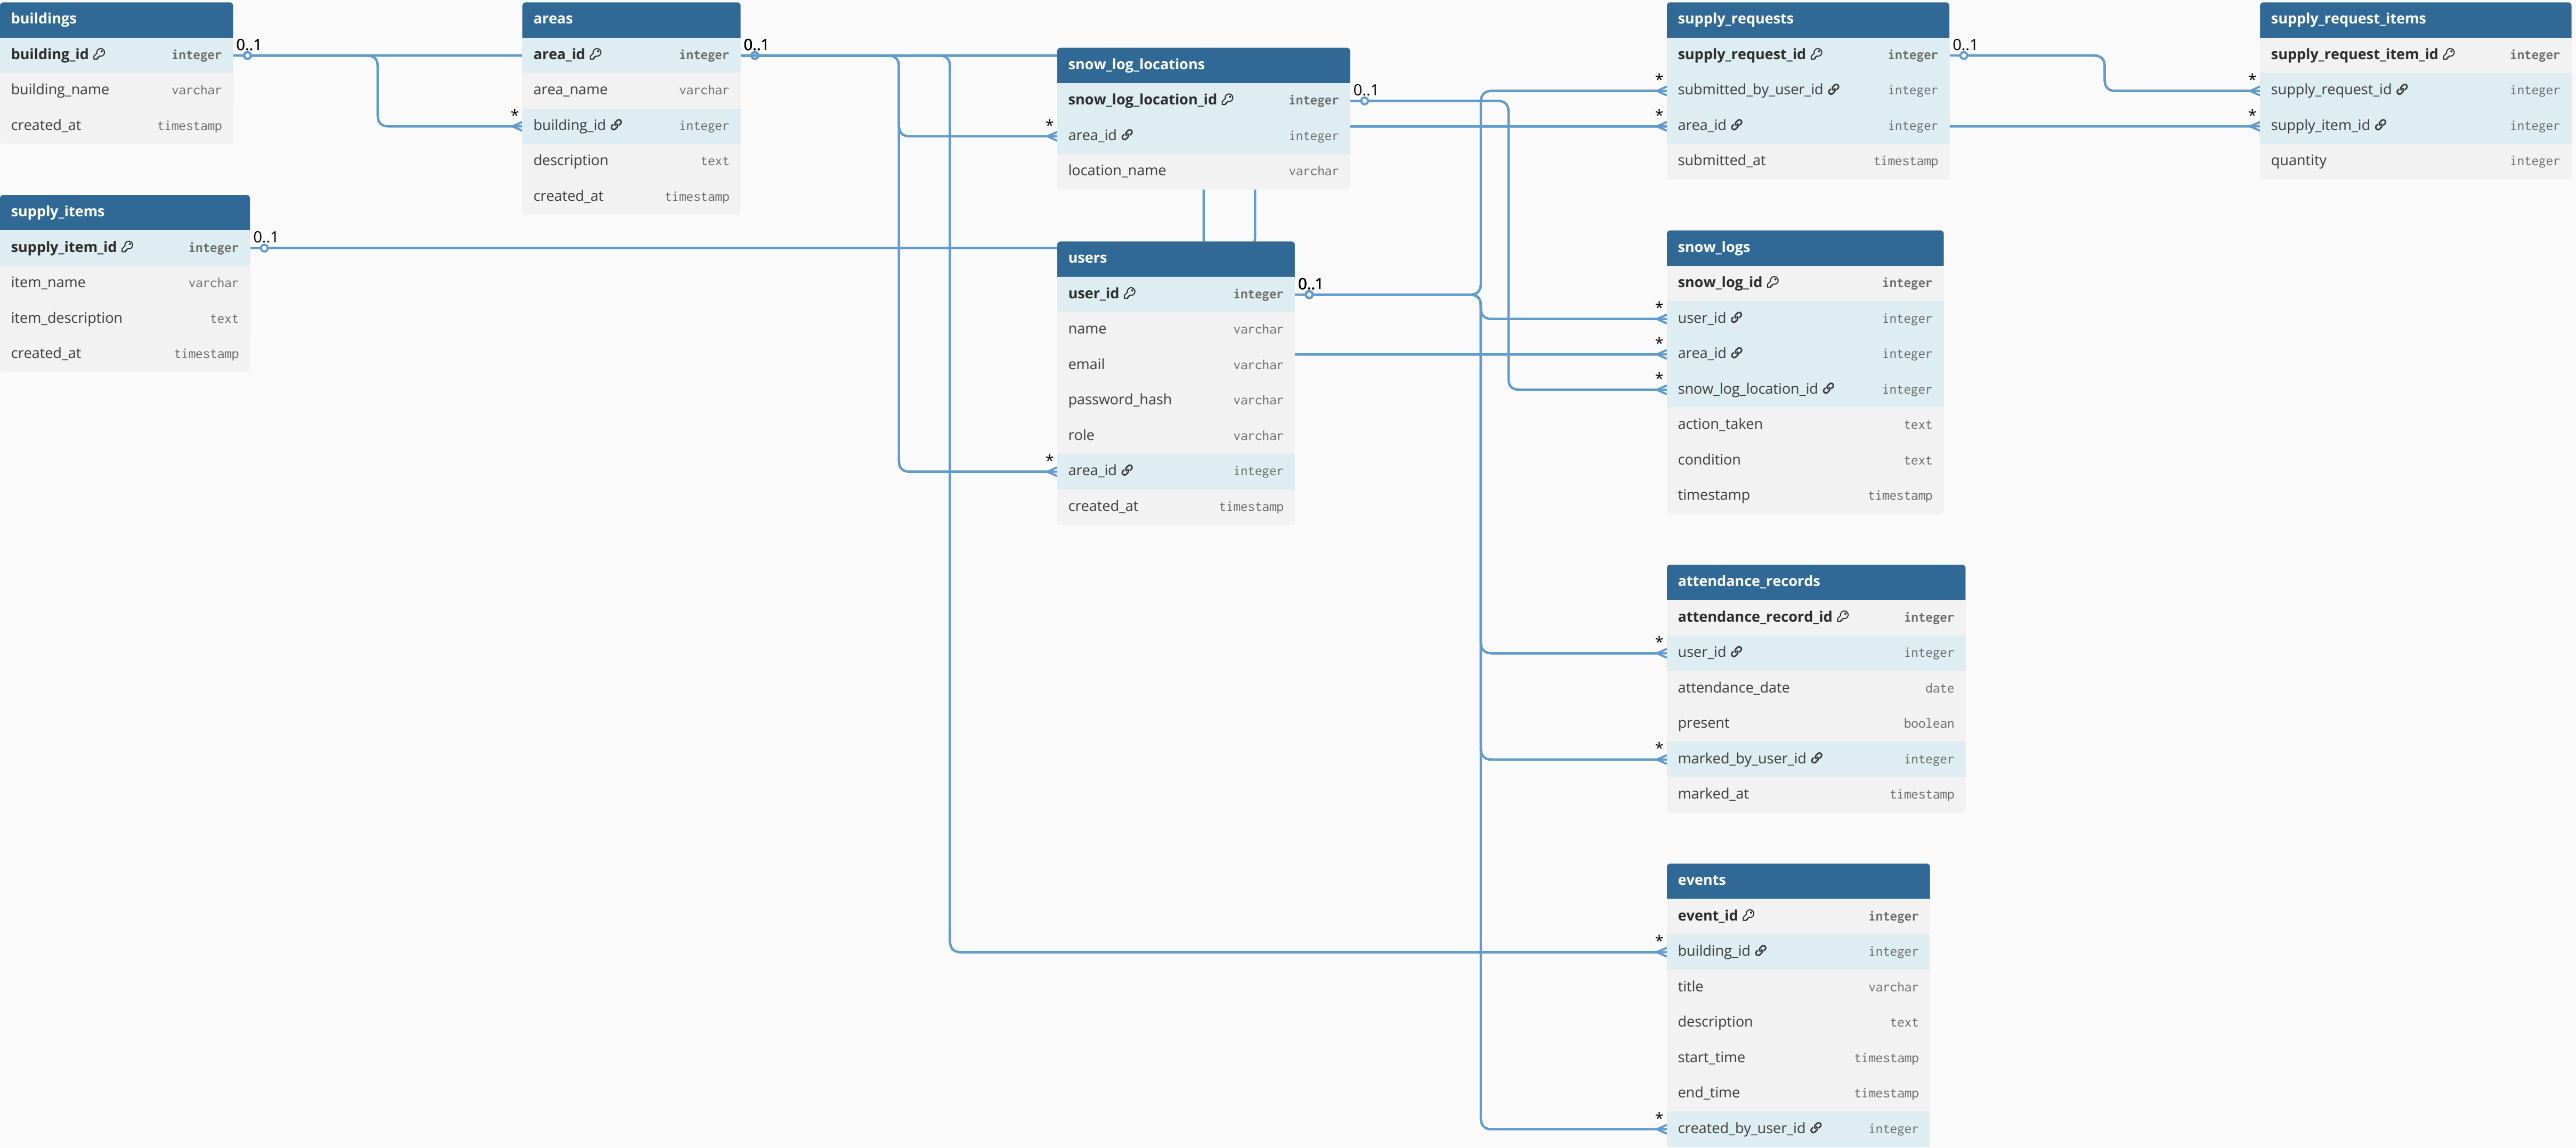 buildings
building_id integer
building_name varchar
created_at timestamp
0..1
areas
area_id integer
area_name varchar
* building_id integer
description text
created_at timestamp
0..1
supply_items
supply_item_id integer
item_name varchar
item_description text
created_at timestamp
0..1
snow_log_locations
snow_log_location_id integer
* area_id integer
location_name varchar
0..1
users
user_id integer
name varchar
email varchar
password_hash varchar
role varchar
* area_id integer
created_at timestamp
0..1
supply_requests
supply_request_id integer
* submitted_by_user_id integer
* area_id integer
submitted_at timestamp
0..1
supply_request_items
supply_request_item_id integer
* supply_request_id integer
* supply_item_id integer
quantity integer
snow_logs
snow_log_id integer
* user_id integer
* area_id integer
* snow_log_location_id integer
action_taken text
condition text
timestamp timestamp
attendance_records
attendance_record_id integer
* user_id integer
attendance_date date
present boolean
* marked_by_user_id integer
marked_at timestamp
events
event_id integer
* building_id integer
title varchar
description text
start_time timestamp
end_time timestamp
* created_by_user_id integer